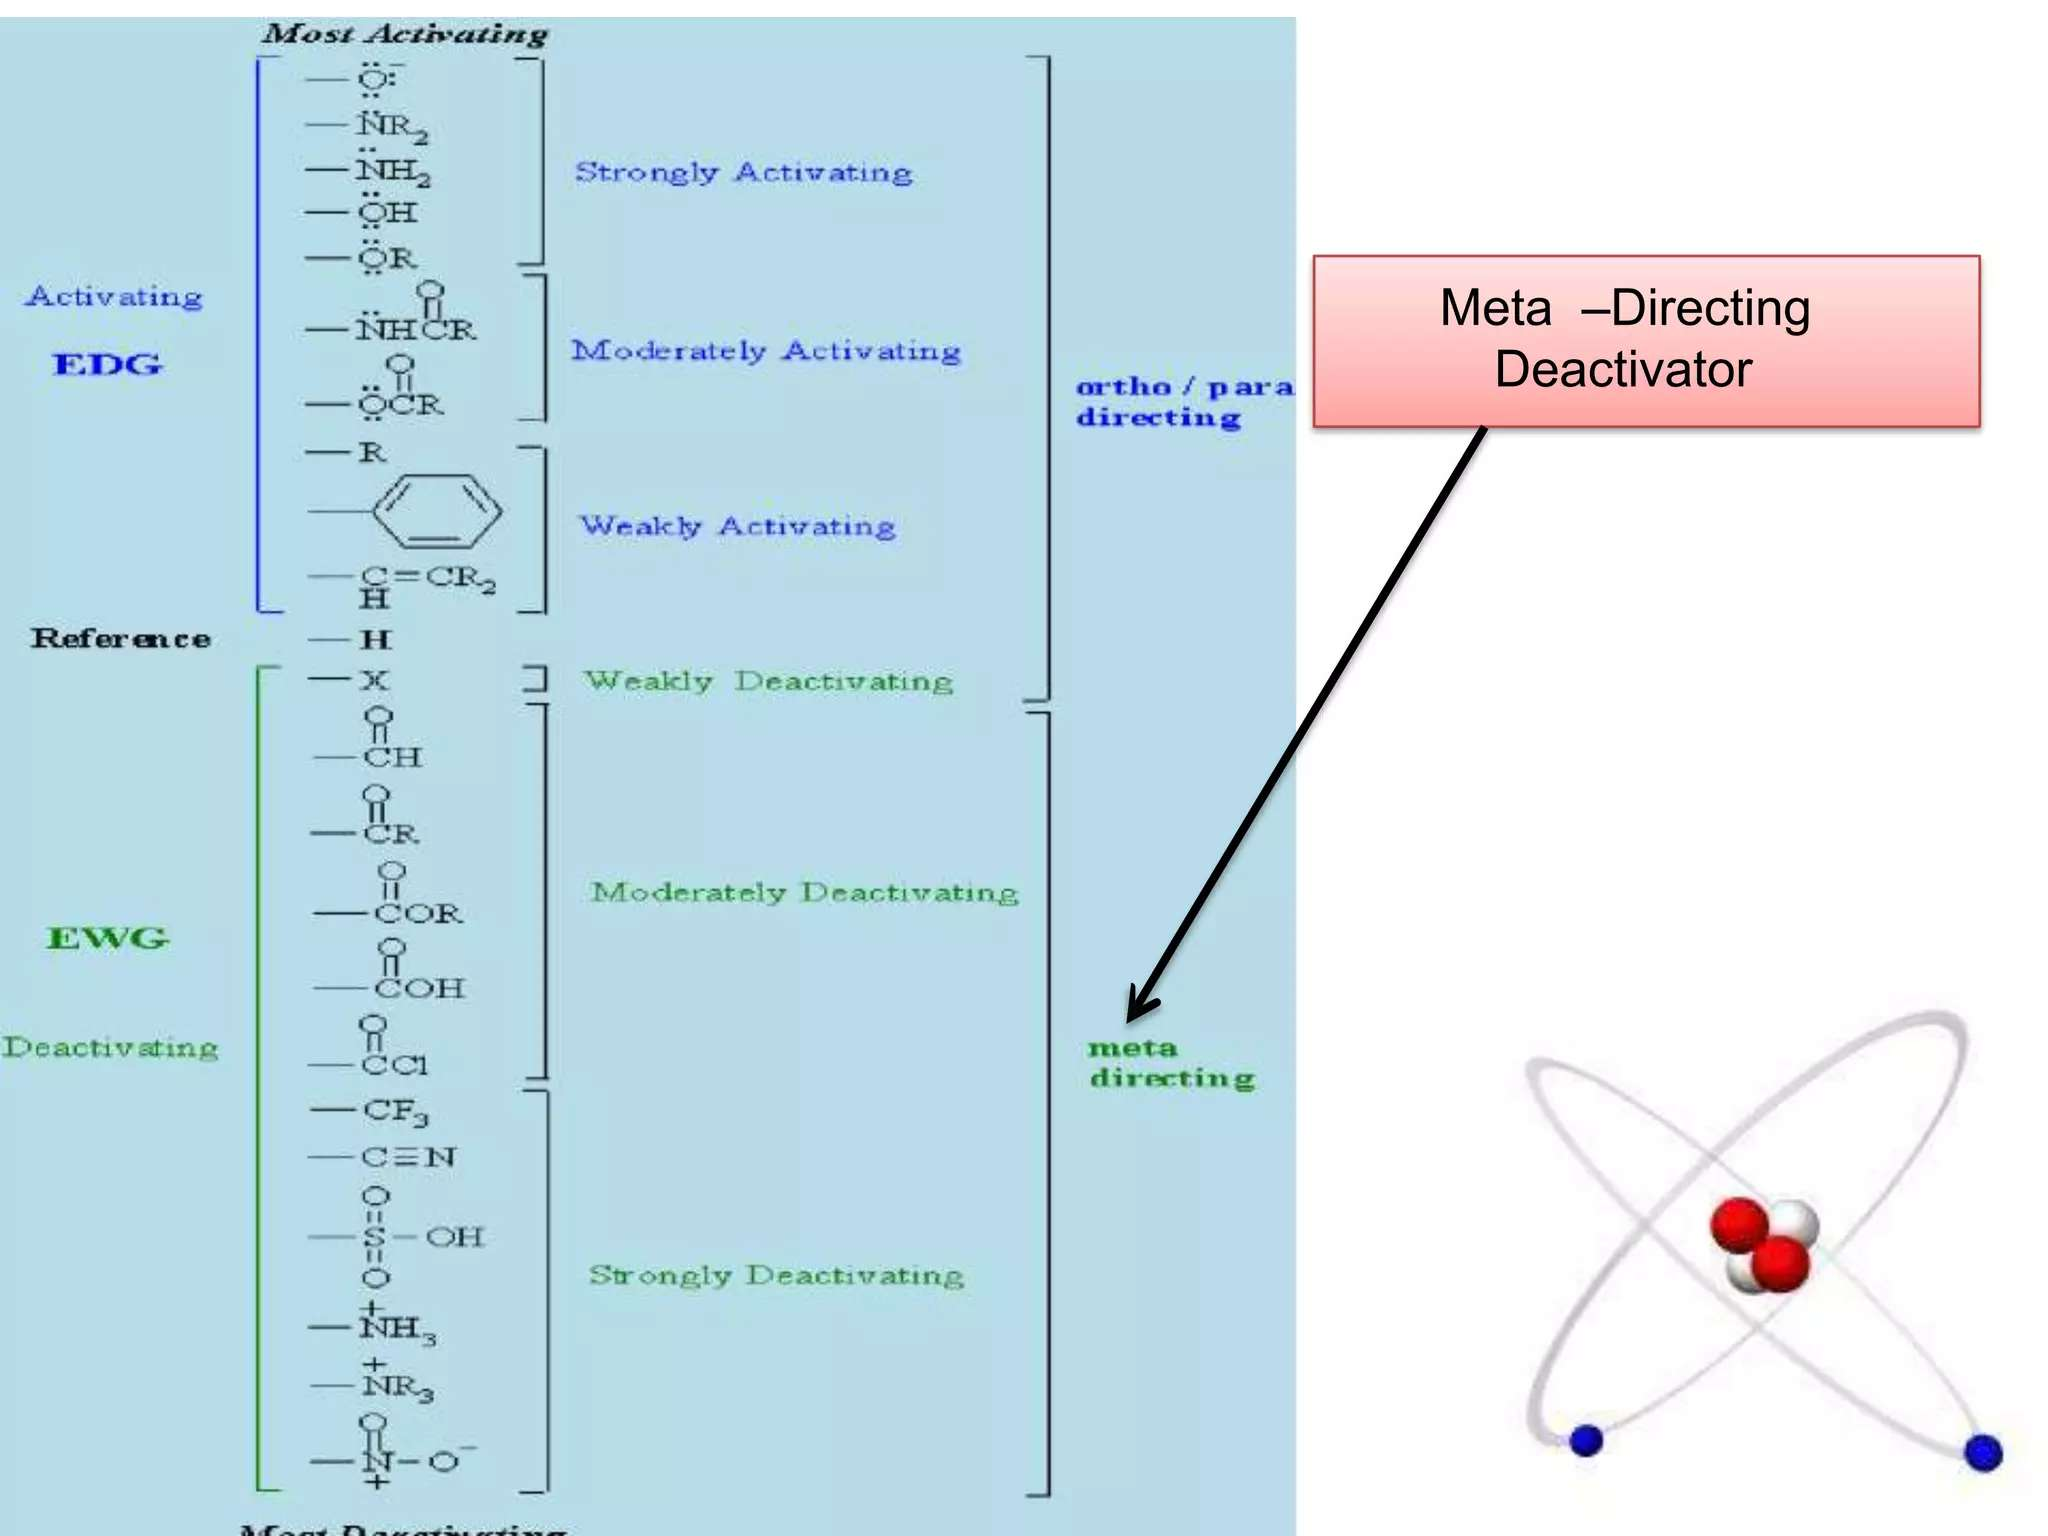 Most Activating
—Ö:⁻
—N̈R₂
—N̈H₂
—ÖH
—ÖR
Strongly Activating
Activating
EDG
O
—N̈HCR
O
—ÖCR
Moderately Activating
—R
—C=CR₂
H
Weakly Activating
ortho / para
directing
Reference
—H
—X
Weakly Deactivating
O
—CH
O
—CR
O
—COR
O
—COH
O
—CCl
Moderately Deactivating
EWG
Deactivating
meta
directing
—CF₃
—C≡N
O
—S–OH
O
+
—NH₃
+
—NR₃
O
—N–O⁻
+
Strongly Deactivating
Most Deactivating
Meta –Directing
Deactivator